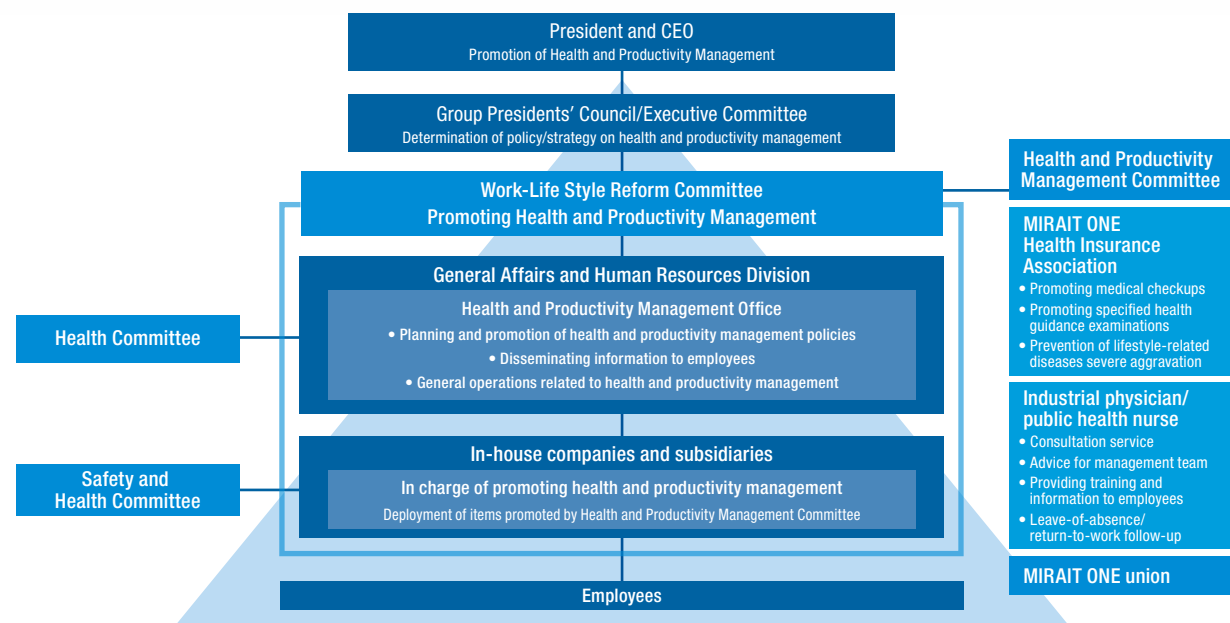 President and CEO
Promotion of Health and Productivity Management
Group Presidents' Council/Executive Committee
Determination of policy/strategy on health and productivity management
Work-Life Style Reform Committee
Promoting Health and Productivity Management
General Affairs and Human Resources Division
Health and Productivity Management Office
• Planning and promotion of health and productivity management policies
• Disseminating information to employees
• General operations related to health and productivity management
In-house companies and subsidiaries
In charge of promoting health and productivity management
Deployment of items promoted by Health and Productivity Management Committee
Employees
Health Committee
Safety and
Health Committee
Health and Productivity
Management Committee
MIRAIT ONE
Health Insurance
Association
• Promoting medical checkups
• Promoting specified health
guidance examinations
• Prevention of lifestyle-related
diseases severe aggravation
Industrial physician/
public health nurse
• Consultation service
• Advice for management team
• Providing training and
information to employees
• Leave-of-absence/
return-to-work follow-up
MIRAIT ONE union